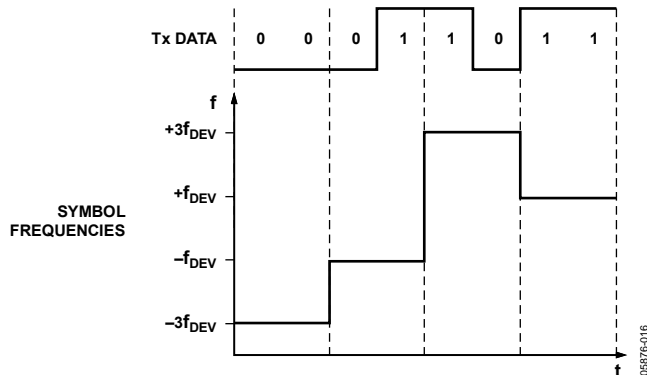 Tx DATA 0 0 0 1 1 0 1 1
f
+3fDEV
+fDEV
SYMBOL
FREQUENCIES
–fDEV
–3fDEV
t
05876-016